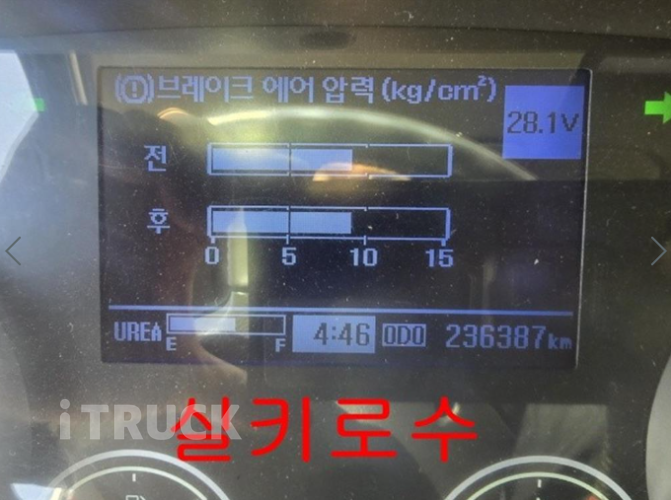 (!)브레이크 에어 압력 (kg/cm²)
28.1V
전
후
0 5 10 15
UREA E F 4:46 ODO 236387km
iTRUCK
실키로수